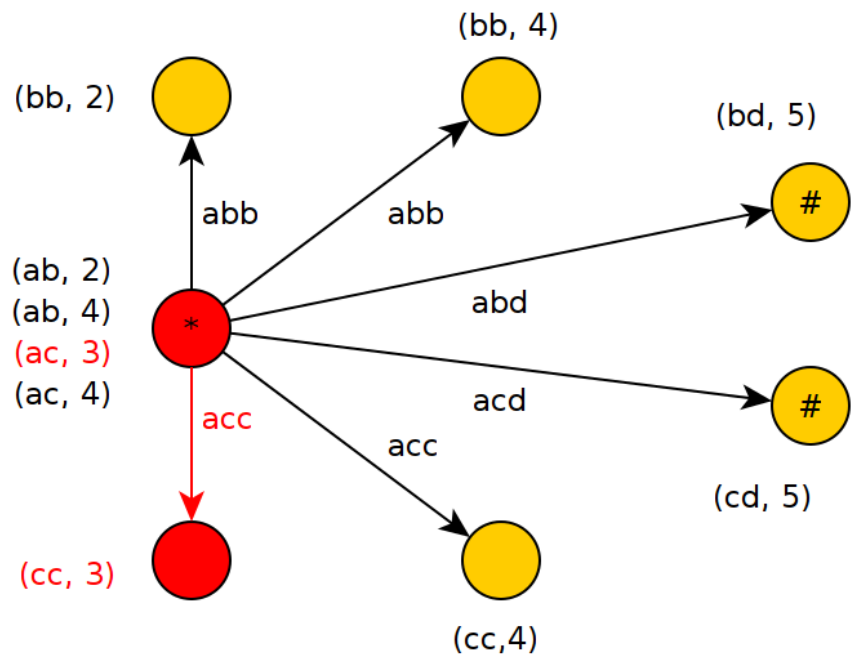 (bb, 4)
(bb, 2)
(bd, 5)
#
abb
abb
(ab, 2)
(ab, 4)
(ac, 3)
(ac, 4)
*
abd
acc
acd
#
acc
(cd, 5)
(cc, 3)
(cc,4)